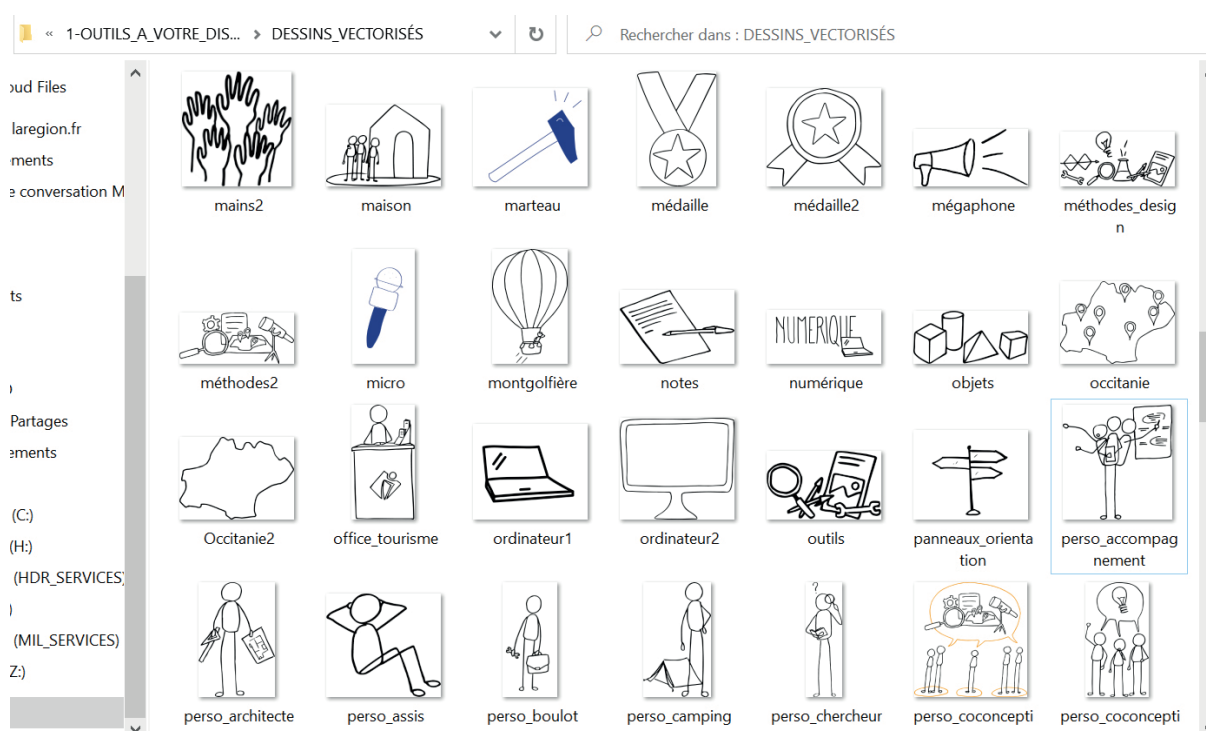 « 1-OUTILS_A_VOTRE_DIS... > DESSINS_VECTORISÉS
Rechercher dans : DESSINS_VECTORISÉS
oud Files
laregion.fr
ements
e conversation M
ts
Partages
ements
(C:)
(H:)
(HDR_SERVICES)
)
(MIL_SERVICES)
Z:)
mains2
maison
marteau
médaille
médaille2
mégaphone
méthodes_desig
n
NUMERIQUE
méthodes2
micro
montgolfière
notes
numérique
objets
occitanie
Occitanie2
office_tourisme
ordinateur1
ordinateur2
outils
panneaux_orienta
tion
perso_accompag
nement
?
perso_architecte
perso_assis
perso_boulot
perso_camping
perso_chercheur
perso_coconcepti
perso_coconcepti